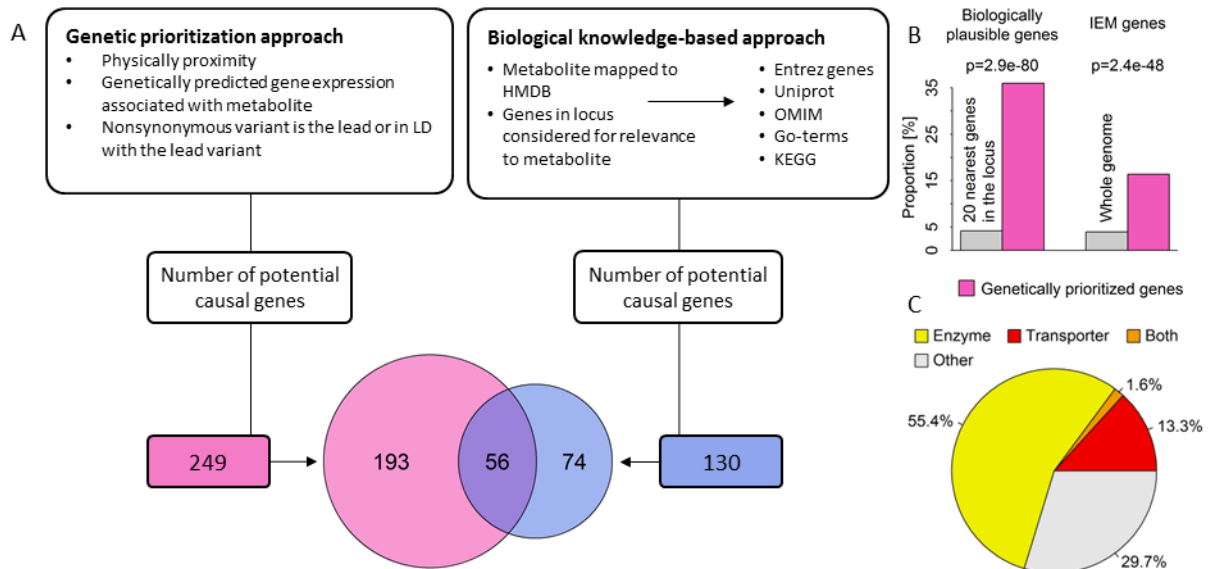 A
Genetic prioritization approach
• Physically proximity
• Genetically predicted gene expression
associated with metabolite
• Nonsynonymous variant is the lead or in LD
with the lead variant
Biological knowledge-based approach
• Metabolite mapped to
HMDB
• Genes in locus
considered for relevance
to metabolite
• Entrez genes
• Uniprot
• OMIM
• Go-terms
• KEGG
Number of potential
causal genes
Number of potential
causal genes
249
193
56
74
130
B
Biologically
plausible genes
IEM genes
p=2.9e-80
p=2.4e-48
Proportion [%]
35
25
15
5
0
20 nearest genes
in the locus
Whole genome
Genetically prioritized genes
C
Enzyme
Transporter
Both
Other
1.6%
55.4%
13.3%
29.7%